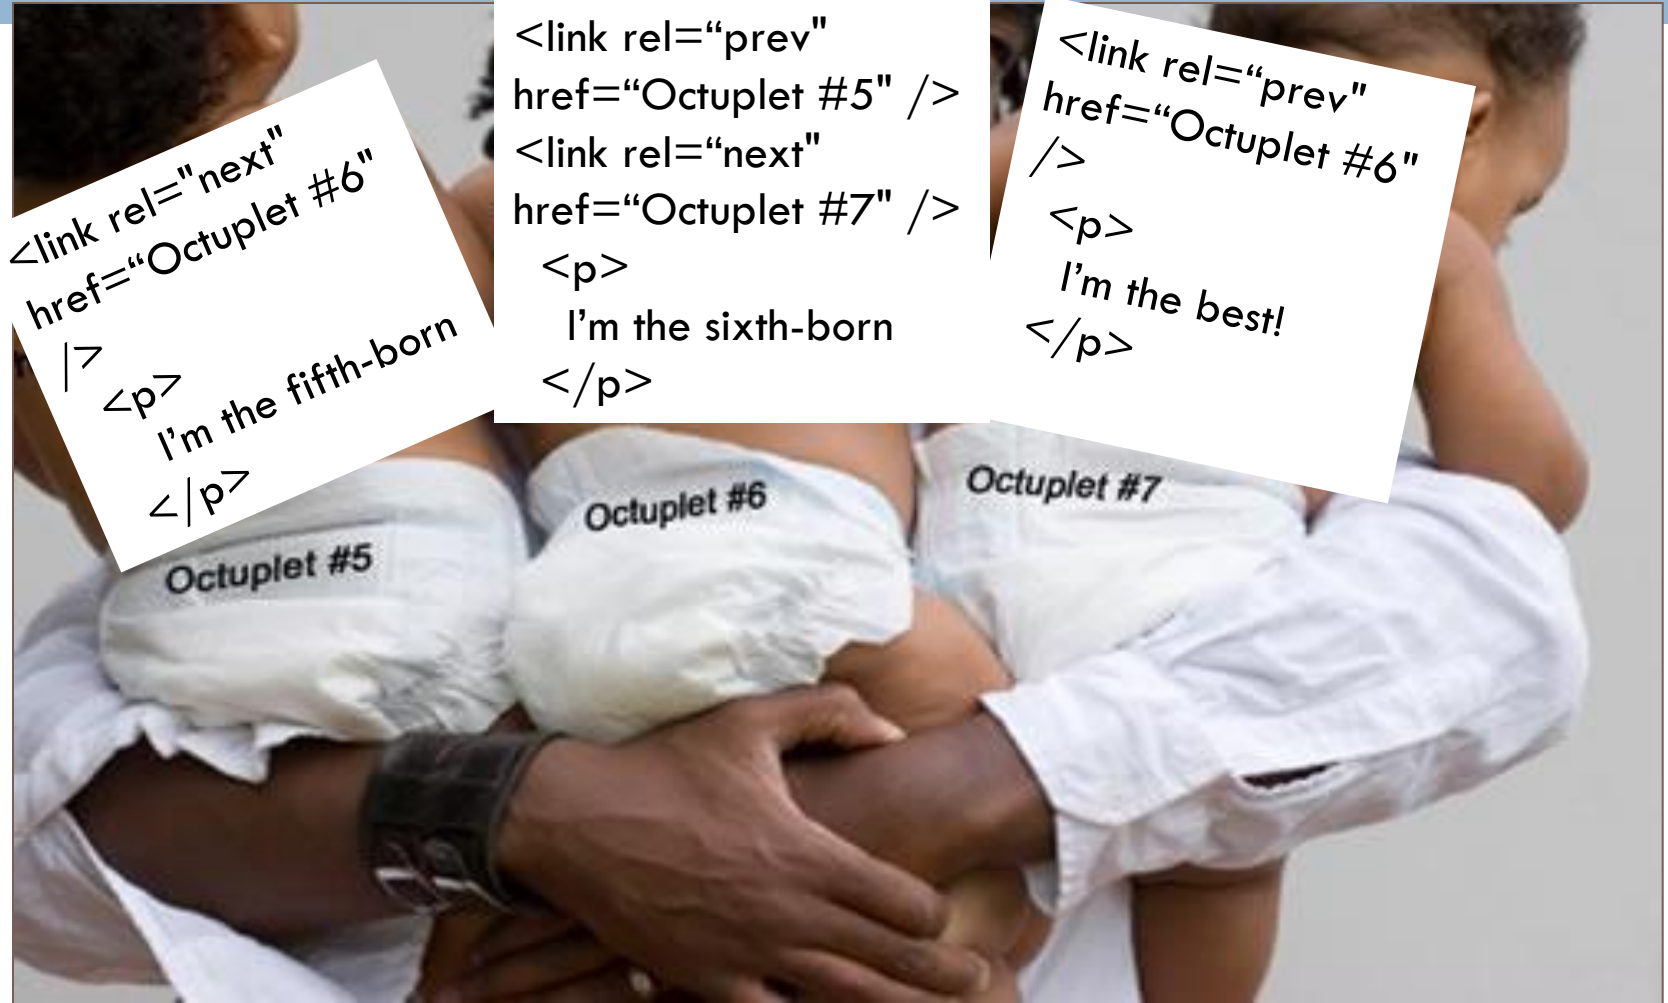 <link rel="next"
href=“Octuplet #6"
/>
<p>
I’m the fifth-born
</p>
<link rel=“prev"
href=“Octuplet #5" />
<link rel=“next"
href=“Octuplet #7" />
<p>
I’m the sixth-born
</p>
<link rel=“prev"
href=“Octuplet #6"
/>
<p>
I’m the best!
</p>
Octuplet #5
Octuplet #6
Octuplet #7